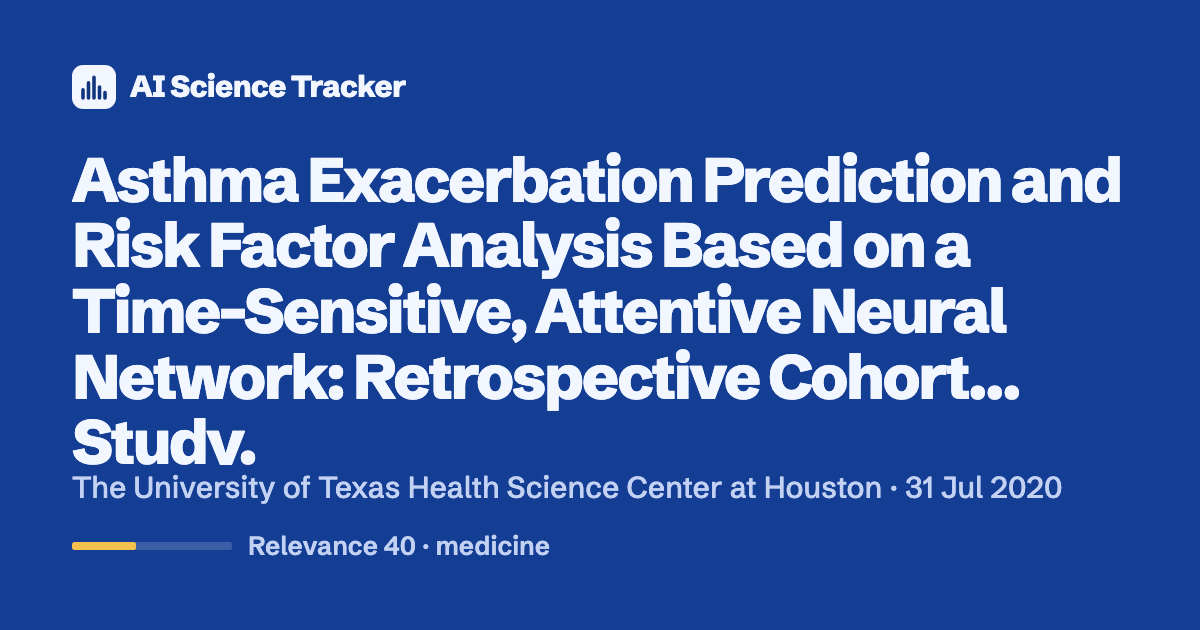 AI Science Tracker
Asthma Exacerbation Prediction and
Risk Factor Analysis Based on a
Time-Sensitive, Attentive Neural
Network: Retrospective Cohort...
Study.
The University of Texas Health Science Center at Houston · 31 Jul 2020
Relevance 40 · medicine